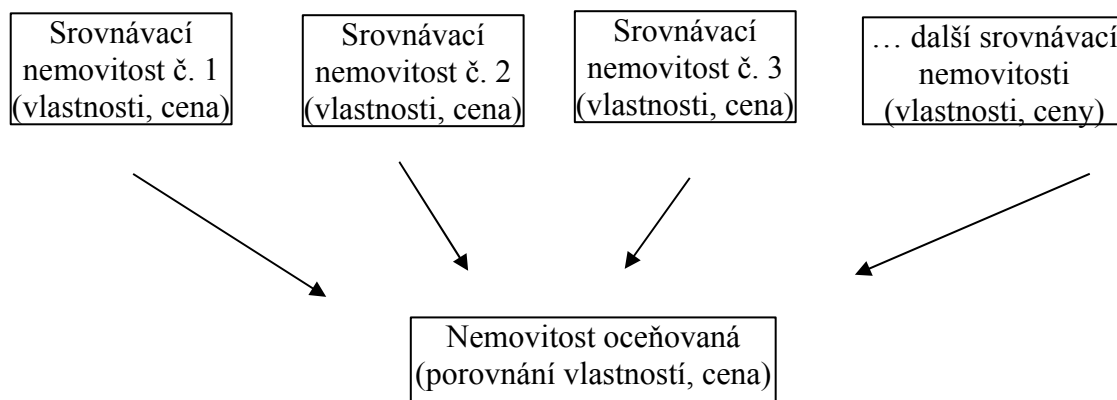 Srovnávací
nemovitost č. 1
(vlastnosti, cena)
Srovnávací
nemovitost č. 2
(vlastnosti, cena)
Srovnávací
nemovitost č. 3
(vlastnosti, cena)
… další srovnávací
nemovitosti
(vlastnosti, ceny)
Nemovitost oceňovaná
(porovnání vlastností, cena)